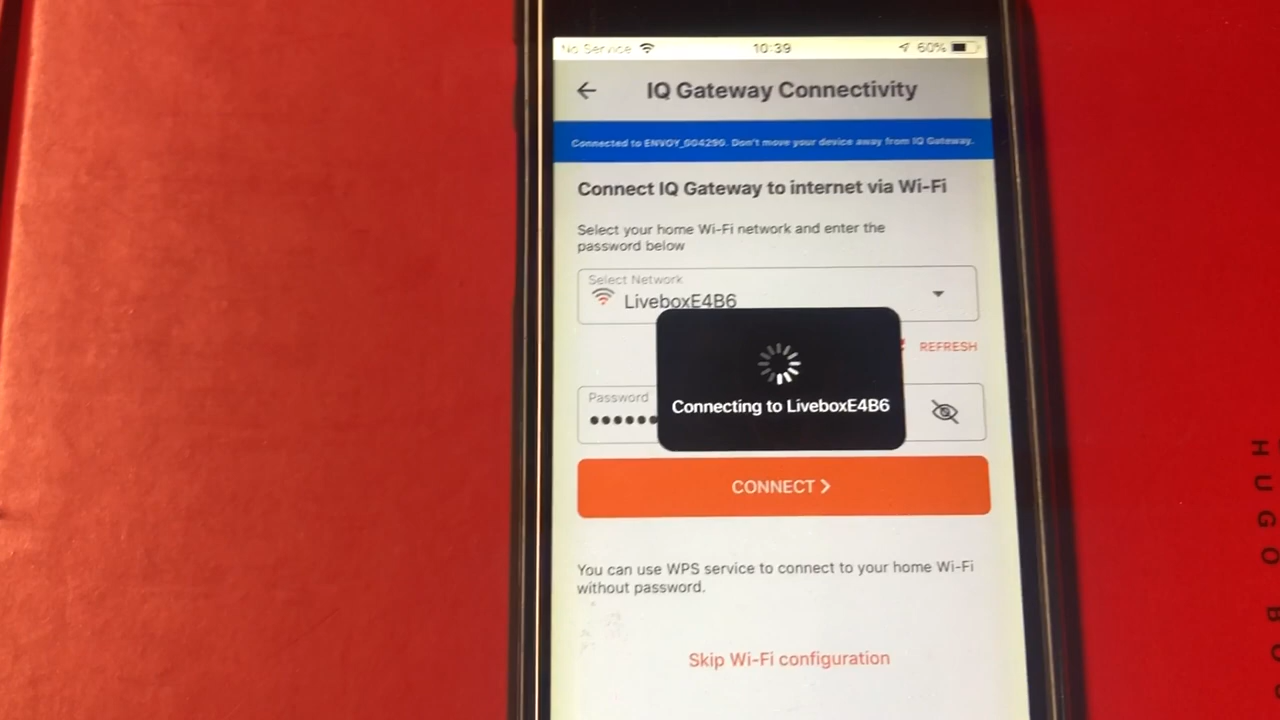 No Service 10:39 60%
IQ Gateway Connectivity
Connected to ENVOY_004290. Don't move your device away from IQ Gateway.
Connect IQ Gateway to internet via Wi-Fi
Select your home Wi-Fi network and enter the
password below
Select Network
LiveboxE4B6
REFRESH
Password
Connecting to LiveboxE4B6
CONNECT
You can use WPS service to connect to your home Wi-Fi
without password.
Skip Wi-Fi configuration
HUGO BOS